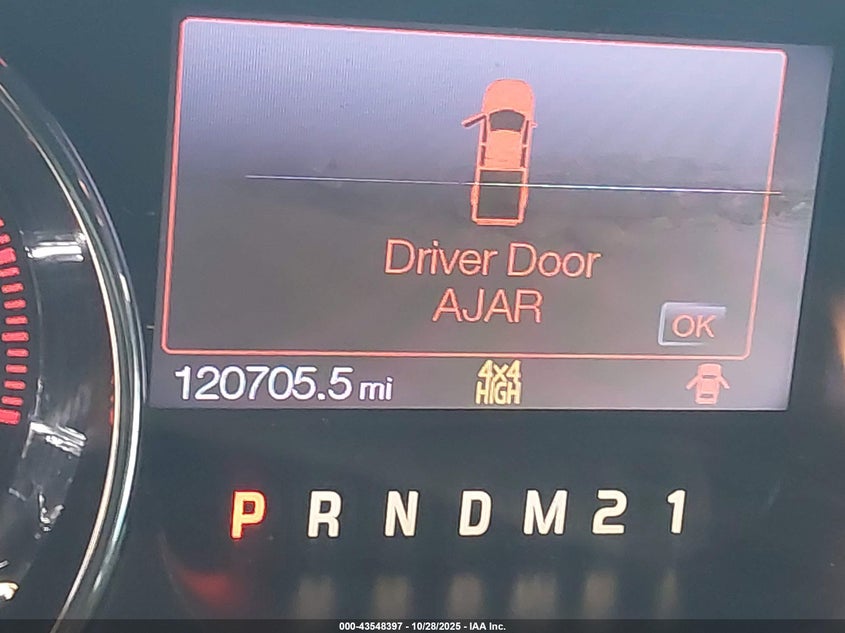 Driver Door
AJAR
OK
120705.5 mi
4x4
HIGH
P R N D M 2 1
000-43548397 - 10/28/2025 - IAA Inc.